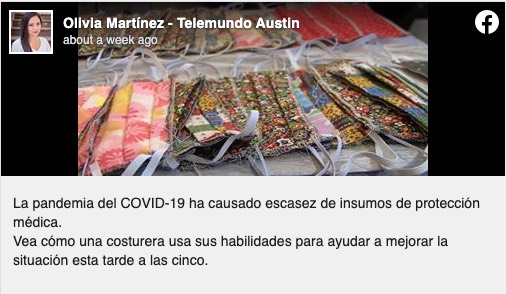 Olivia Martínez - Telemundo Austin
about a week ago
La pandemia del COVID-19 ha causado escasez de insumos de protección
médica.
Vea cómo una costurera usa sus habilidades para ayudar a mejorar la
situación esta tarde a las cinco.